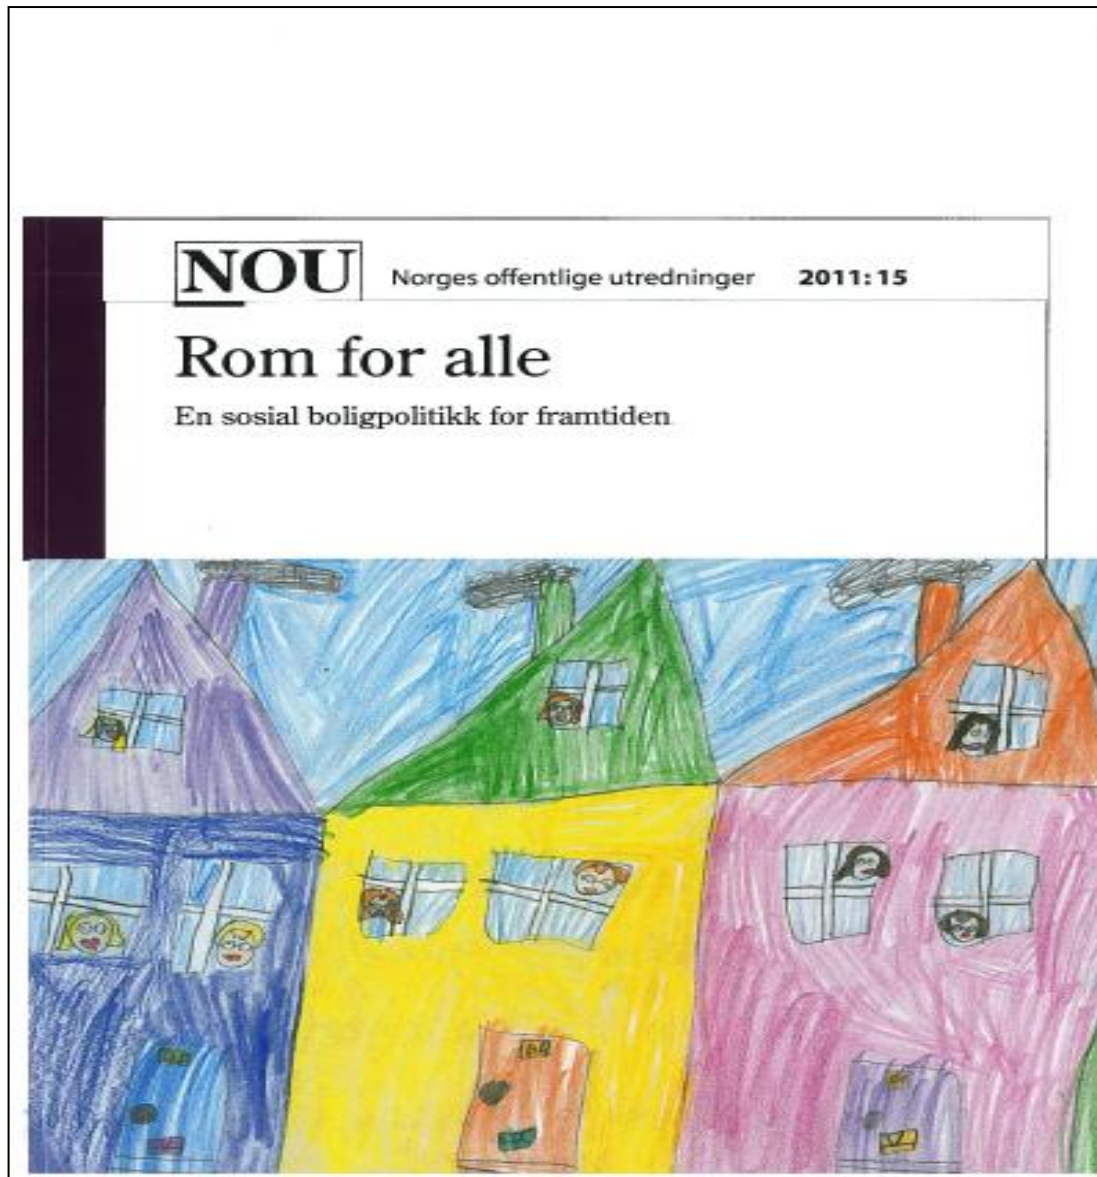 NOU
Norges offentlige utredninger 2011: 15
Rom for alle
En sosial boligpolitikk for framtiden